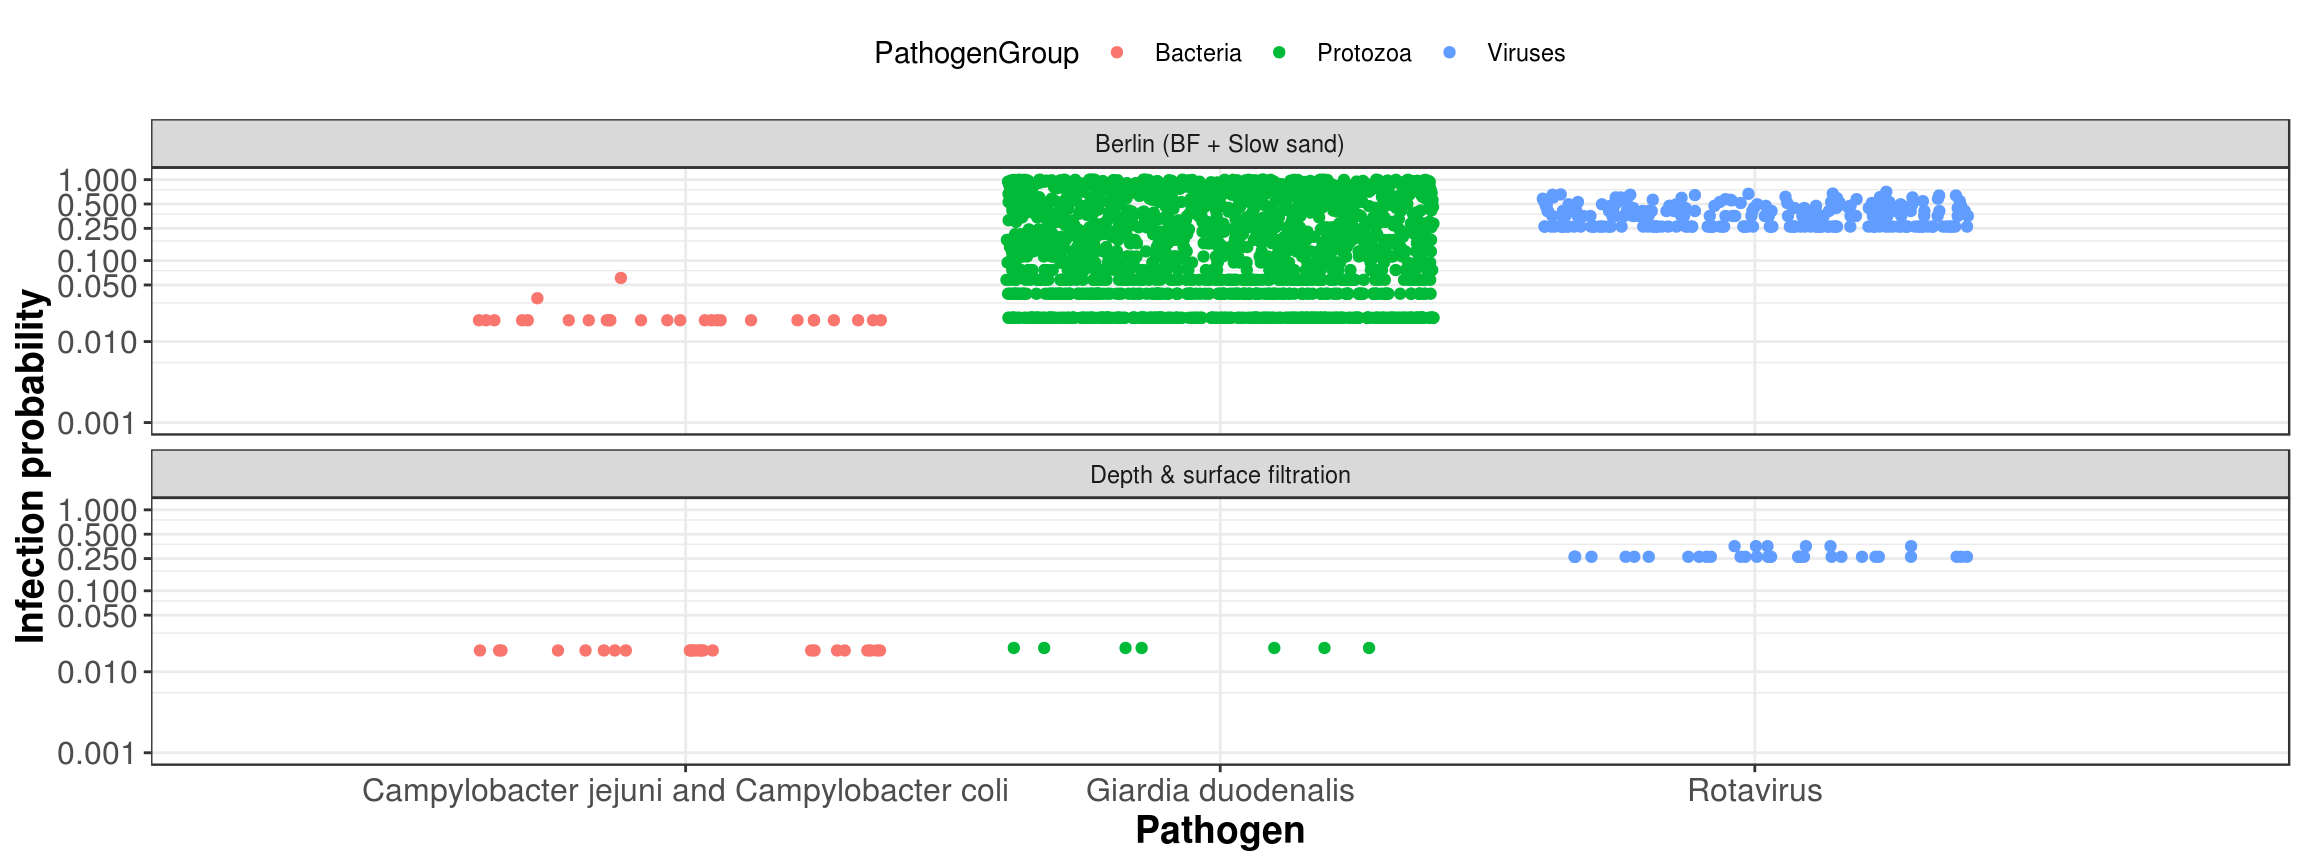 PathogenGroup Bacteria Protozoa Viruses
Berlin (BF + Slow sand)
1.000
0.500
0.250
0.100
0.050
0.010
0.001
Infection probability
Depth & surface filtration
1.000
0.500
0.250
0.100
0.050
0.010
0.001
Campylobacter jejuni and Campylobacter coli Giardia duodenalis Rotavirus
Pathogen